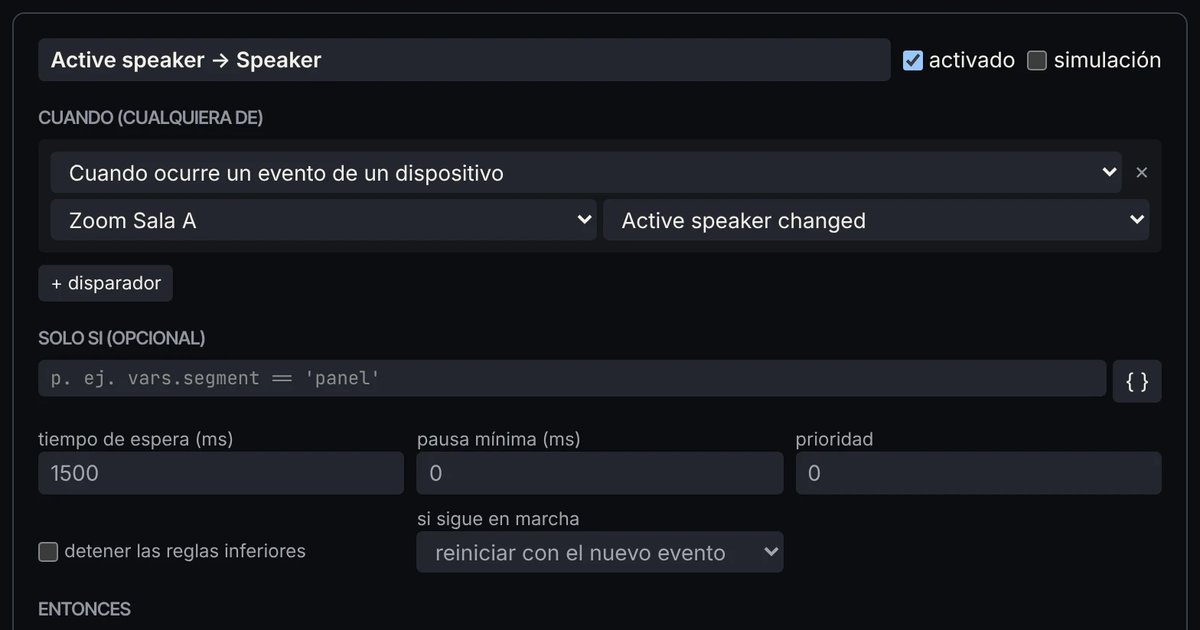 Active speaker → Speaker
activado
simulación
CUANDO (CUALQUIERA DE)
Cuando ocurre un evento de un dispositivo
×
Zoom Sala A
Active speaker changed
+ disparador
SOLO SI (OPCIONAL)
p. ej. vars.segment == 'panel'
{ }
tiempo de espera (ms)
pausa mínima (ms)
prioridad
1500
0
0
si sigue en marcha
detener las reglas inferiores
reiniciar con el nuevo evento
ENTONCES